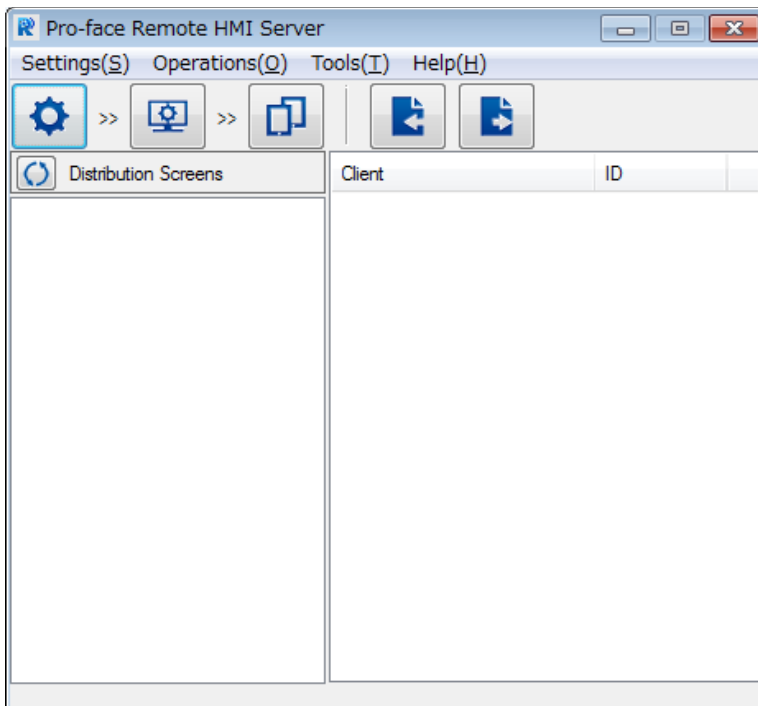 Pro-face Remote HMI Server
Settings(S) Operations(O) Tools(T) Help(H)
>> >>
Distribution Screens Client ID